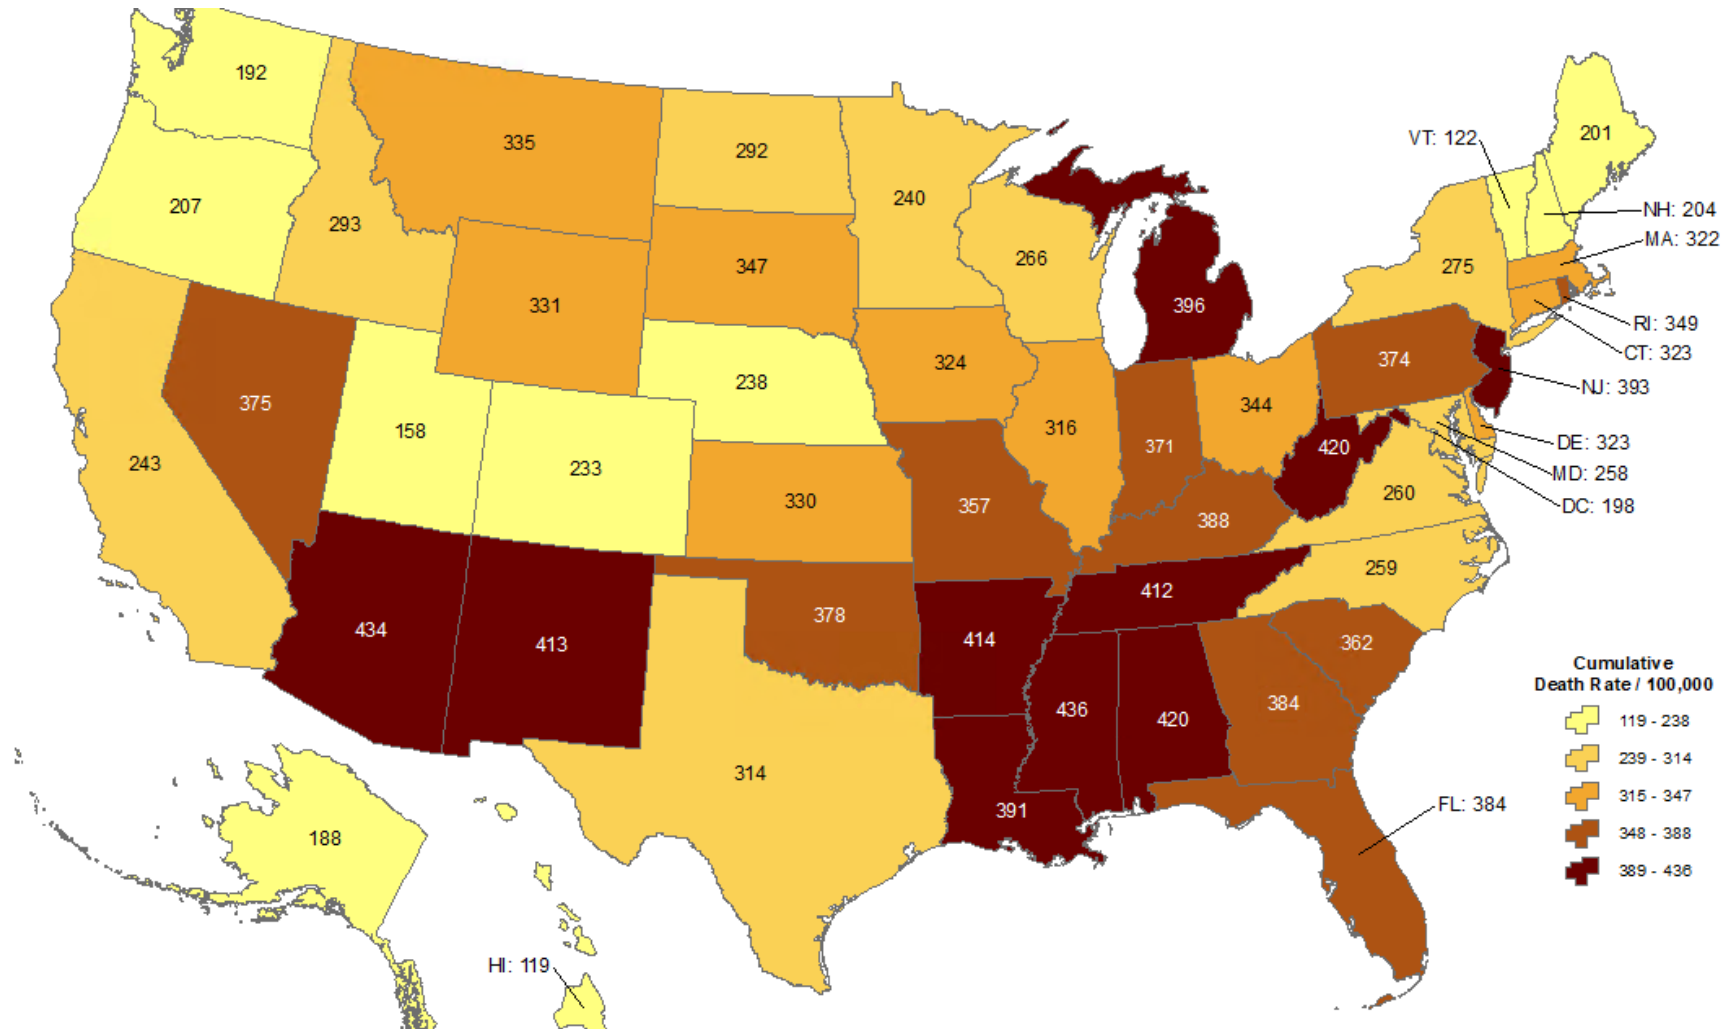 192
335
292
240
201
VT: 122
207
293
347
266
275
NH: 204
MA: 322
331
396
RI: 349
CT: 323
374
NJ: 393
375
238
324
344
158
316
371
420
DE: 323
MD: 258
DC: 198
243
233
330
357
388
260
259
412
434
413
378
414
362
436
420
384
314
391
FL: 384
188
HI: 119
Cumulative
Death Rate / 100,000
119 - 238
239 - 314
315 - 347
348 - 388
389 - 436